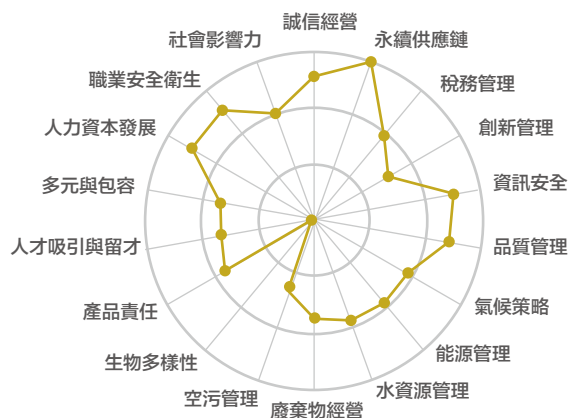 誠信經營
永續供應鏈
稅務管理
創新管理
資訊安全
品質管理
氣候策略
能源管理
水資源管理
廢棄物經營
空污管理
生物多樣性
產品責任
人才吸引與留才
多元與包容
人力資本發展
職業安全衛生
社會影響力